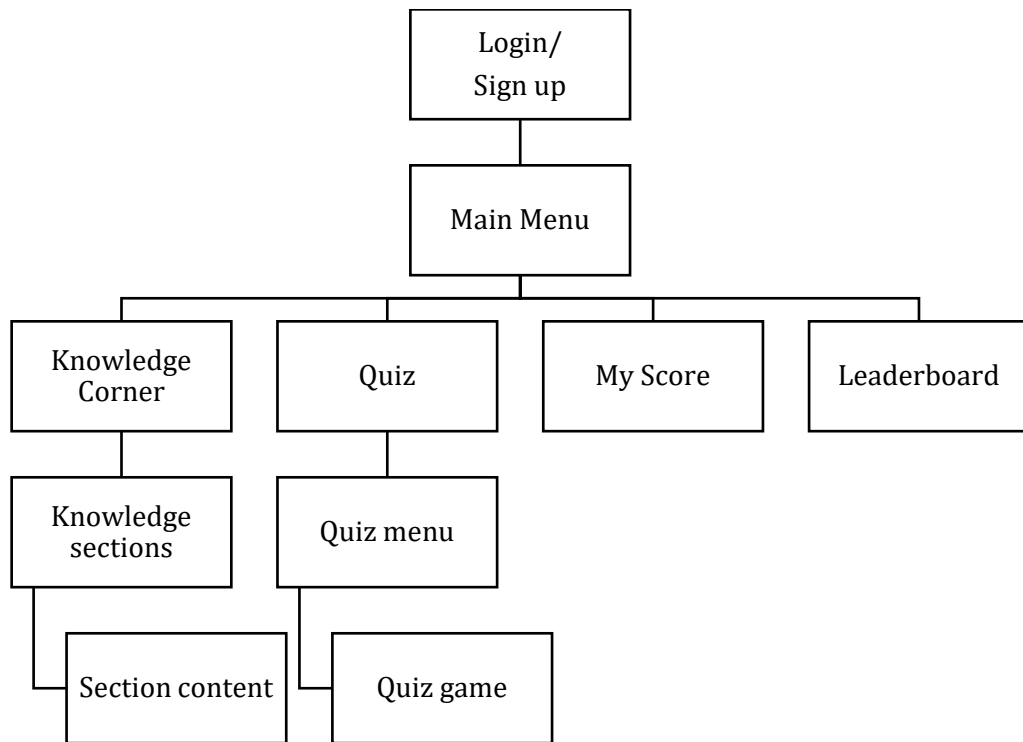 Login/
Sign up
Main Menu
Knowledge
Corner
Quiz
My Score
Leaderboard
Knowledge
sections
Quiz menu
Section content
Quiz game